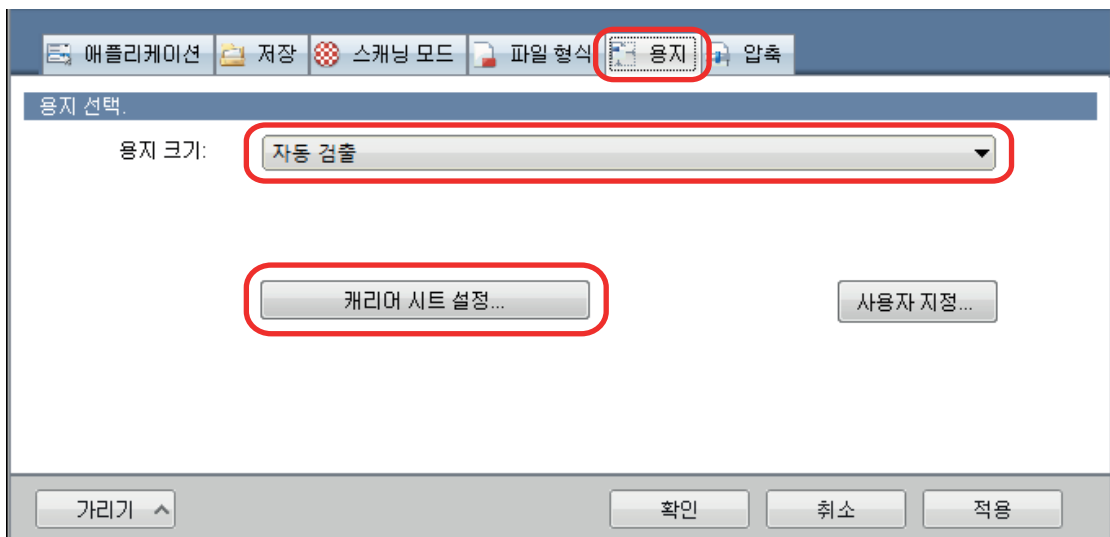 애플리케이션 저장 스캐닝 모드 파일 형식 용지 압축
용지 선택.
용지 크기: 자동 검출
캐리어 시트 설정... 사용자 지정...
가리기 확인 취소 적용